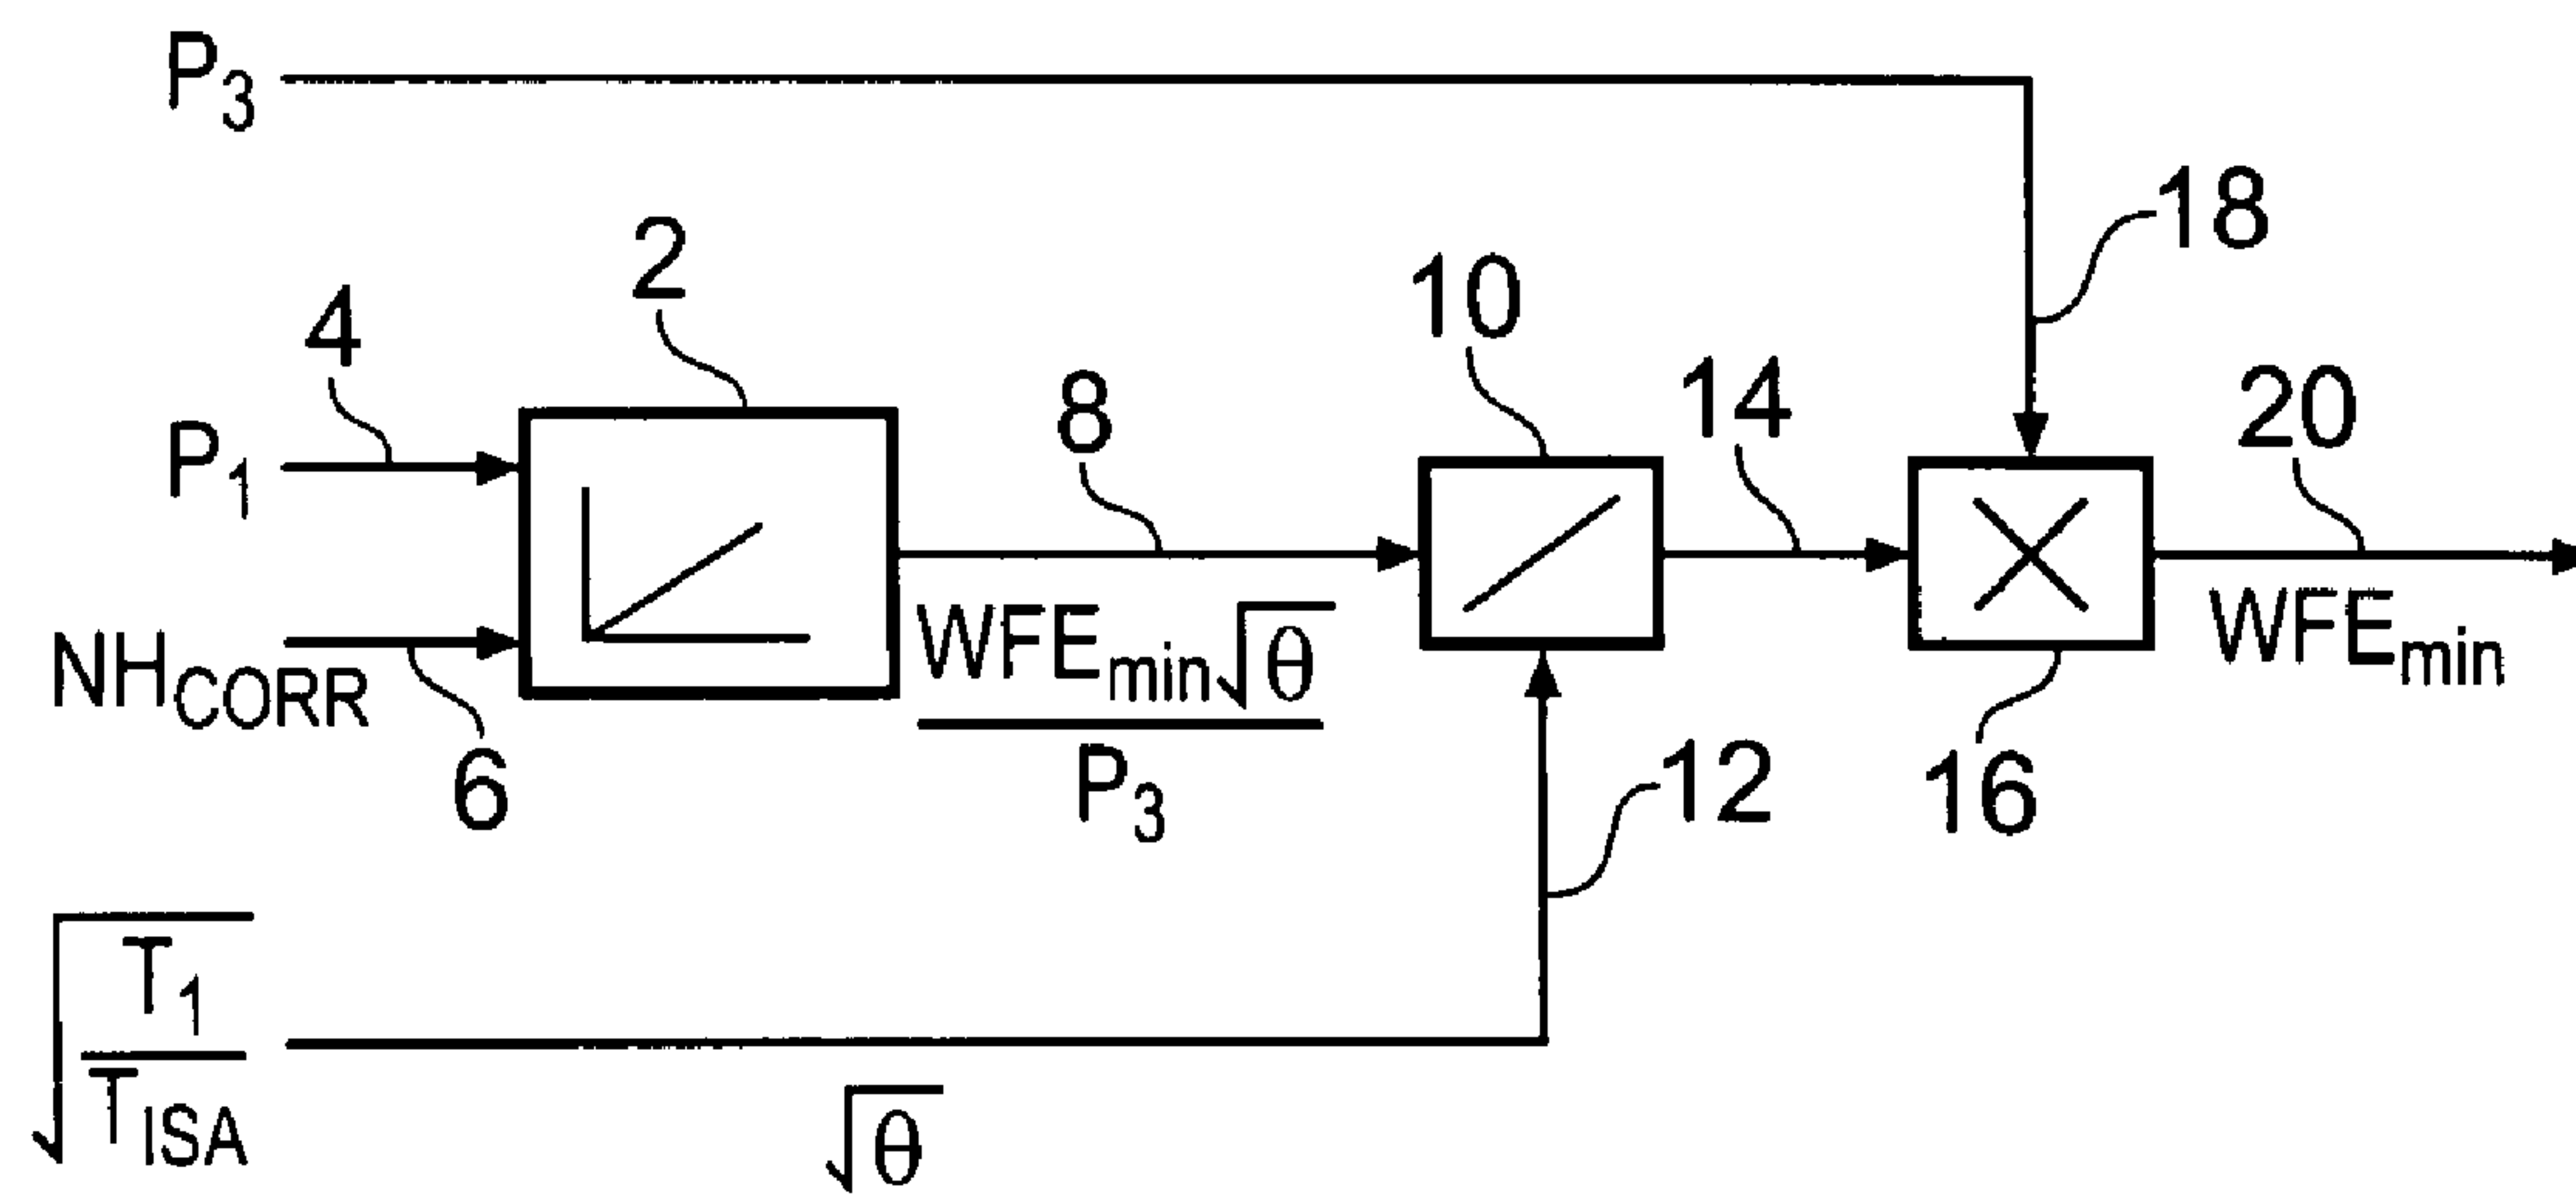 P3
18
2
10
4
20
14
8
P1
WFEmin√θ
P3
WFEmin
NHCORR
6
12
16
√T1
TISA
√θ